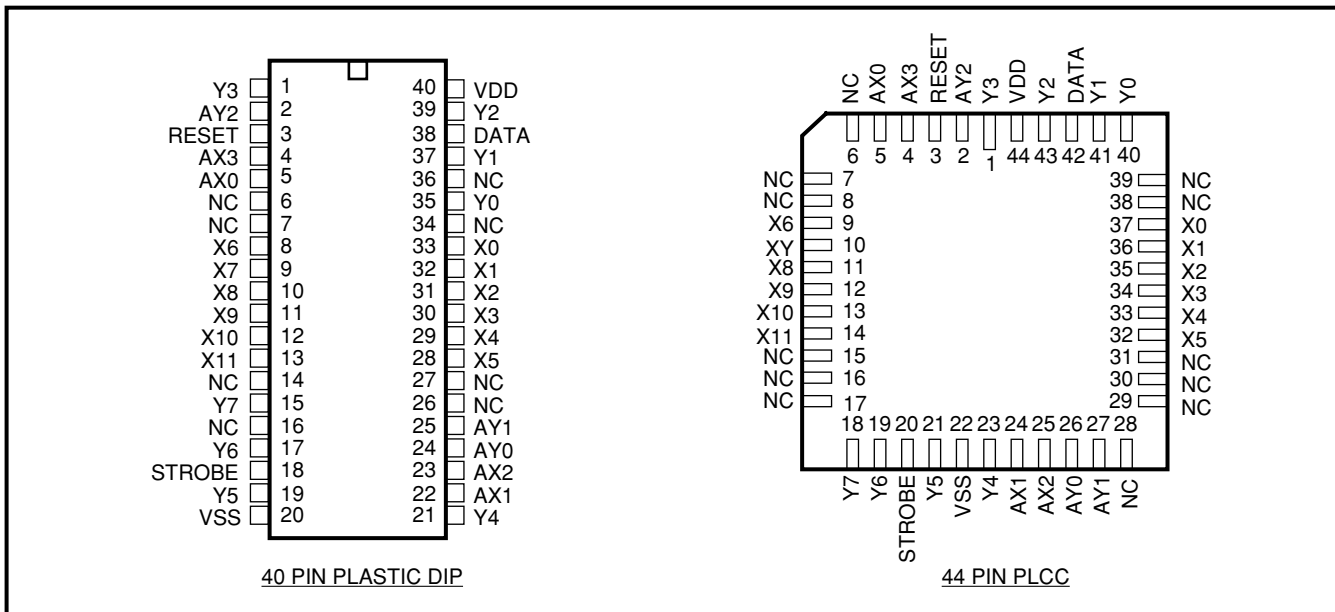 Y3 1 40 VDD
AY2 2 39 Y2
RESET 3 38 DATA
AX3 4 37 Y1
AX0 5 36 NC
NC 6 35 Y0
NC 7 34 NC
X6 8 33 X0
X7 9 32 X1
X8 10 31 X2
X9 11 30 X3
X10 12 29 X4
X11 13 28 X5
NC 14 27 NC
Y7 15 26 NC
NC 16 25 AY1
Y6 17 24 AY0
STROBE 18 23 AX2
Y5 19 22 AX1
VSS 20 21 Y4
40 PIN PLASTIC DIP
NC AX0 AX3 RESET AY2 Y3 VDD Y2 DATA Y1 Y0
6 5 4 3 2 1 44 43 42 41 40
NC 7 39 NC
NC 8 38 NC
X6 9 37 X0
XY 10 36 X1
X8 11 35 X2
X9 12 34 X3
X10 13 33 X4
X11 14 32 X5
NC 15 31 NC
NC 16 30 NC
NC 17 29 NC
18 19 20 21 22 23 24 25 26 27 28
Y7 Y6 STROBE Y5 VSS Y4 AX1 AX2 AY0 AY1 NC
44 PIN PLCC